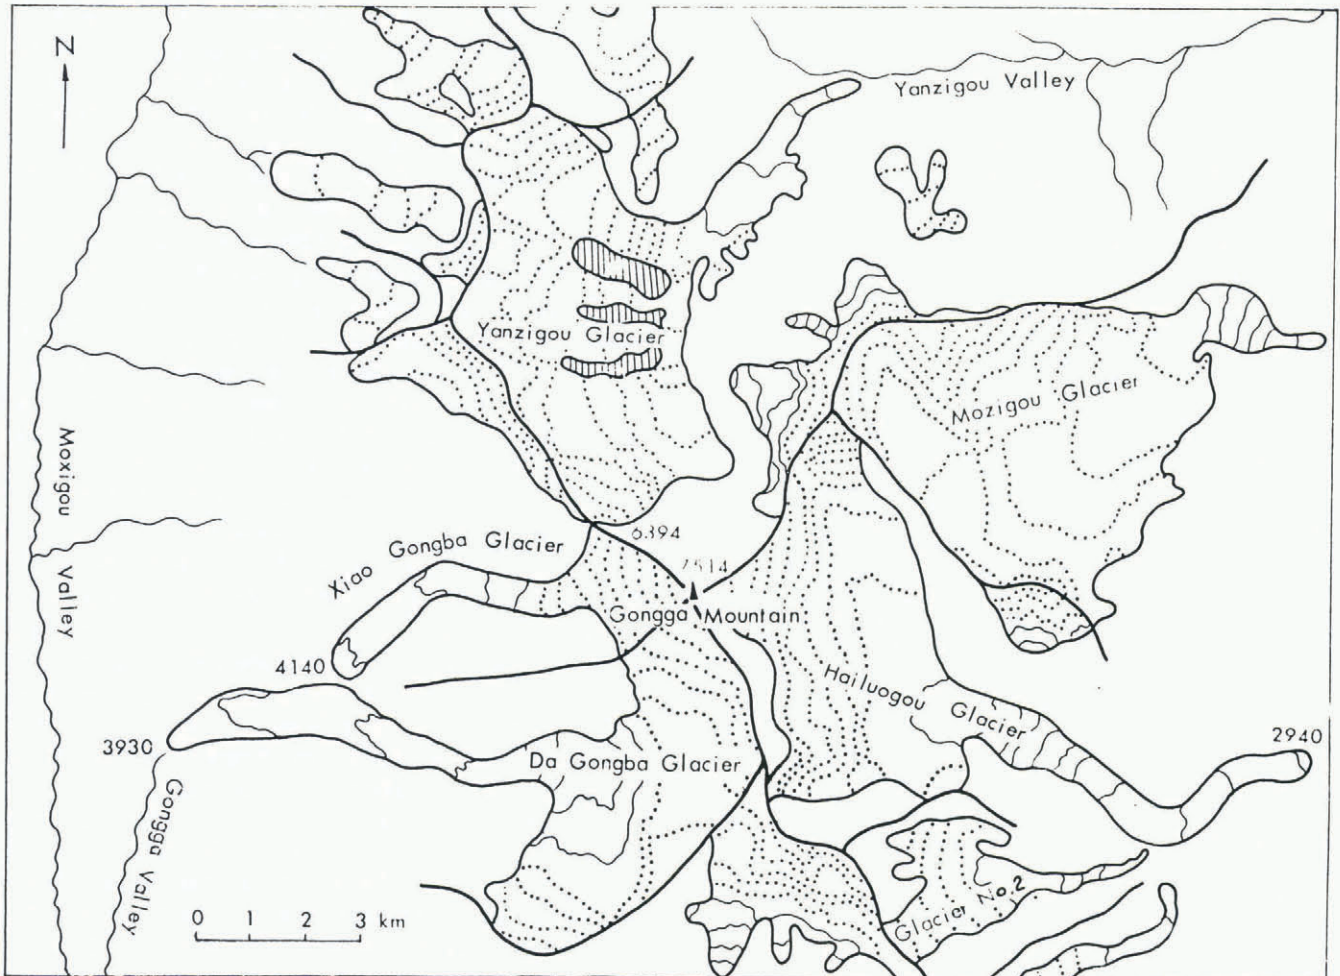 N
Yanzigou Valley
Yanzigou Glacier
Mozigou Glacier
Moxigou Valley
6394
Xiao Gongba Glacier
7514
Gongga Mountain
4140
Hailuogou Glacier
3930
2940
Da Gongba Glacier
Gongga Valley
Glacier No.2
0 1 2 3 km